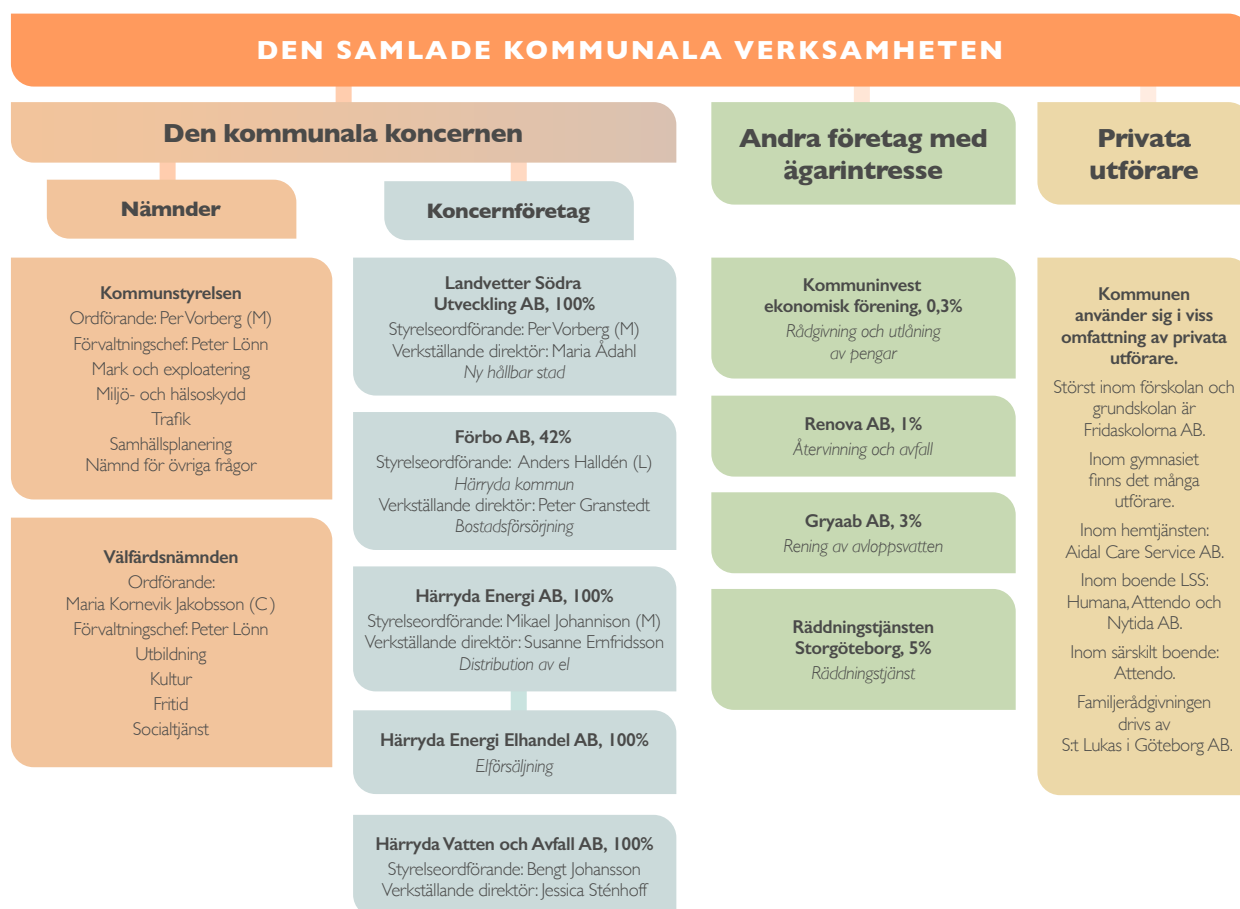 DEN SAMLADE KOMMUNALA VERKSAMHETEN
Den kommunala koncernen
Nämnder
Kommunstyrelsen
Ordförande: Per Vorberg (M)
Förvaltningschef: Peter Lönn
Mark och exploatering
Miljö- och hälsoskydd
Trafik
Samhällsplanering
Nämnd för övriga frågor
Välfärdsnämnden
Ordförande:
Maria Kornevik Jakobsson (C)
Förvaltningschef: Peter Lönn
Utbildning
Kultur
Fritid
Socialtjänst
Koncernföretag
Landvetter Södra
Utveckling AB, 100%
Styrelseordförande: Per Vorberg (M)
Verkställande direktör: Maria Ådahl
Ny hållbar stad
Förbo AB, 42%
Styrelseordförande: Anders Halldén (L)
Härryda kommun
Verkställande direktör: Peter Granstedt
Bostadsförsörjning
Härryda Energi AB, 100%
Styrelseordförande: Mikael Johannison (M)
Verkställande direktör: Susanne Ernfridsson
Distribution av el
Härryda Energi Elhandel AB, 100%
Elförsäljning
Härryda Vatten och Avfall AB, 100%
Styrelseordförande: Bengt Johansson
Verkställande direktör: Jessica Sténhoff
Andra företag med
ägarintresse
Kommuninvest
ekonomisk förening, 0,3%
Rådgivning och utlåning
av pengar
Renova AB, 1%
Återvinning och avfall
Gryaab AB, 3%
Rening av avloppsvatten
Räddningstjänsten
Storgöteborg, 5%
Räddningstjänst
Privata
utförare
Kommunen
använder sig i viss
omfattning av privata
utförare.
Störst inom förskolan och
grundskolan är
Fridaskolorna AB.
Inom gymnasiet
finns det många
utförare.
Inom hemtjänsten:
Aidal Care Service AB.
Inom boende LSS:
Humana, Attendo och
Nytida AB.
Inom särskilt boende:
Attendo.
Familjerådgivningen
drivs av
S:t Lukas i Göteborg AB.